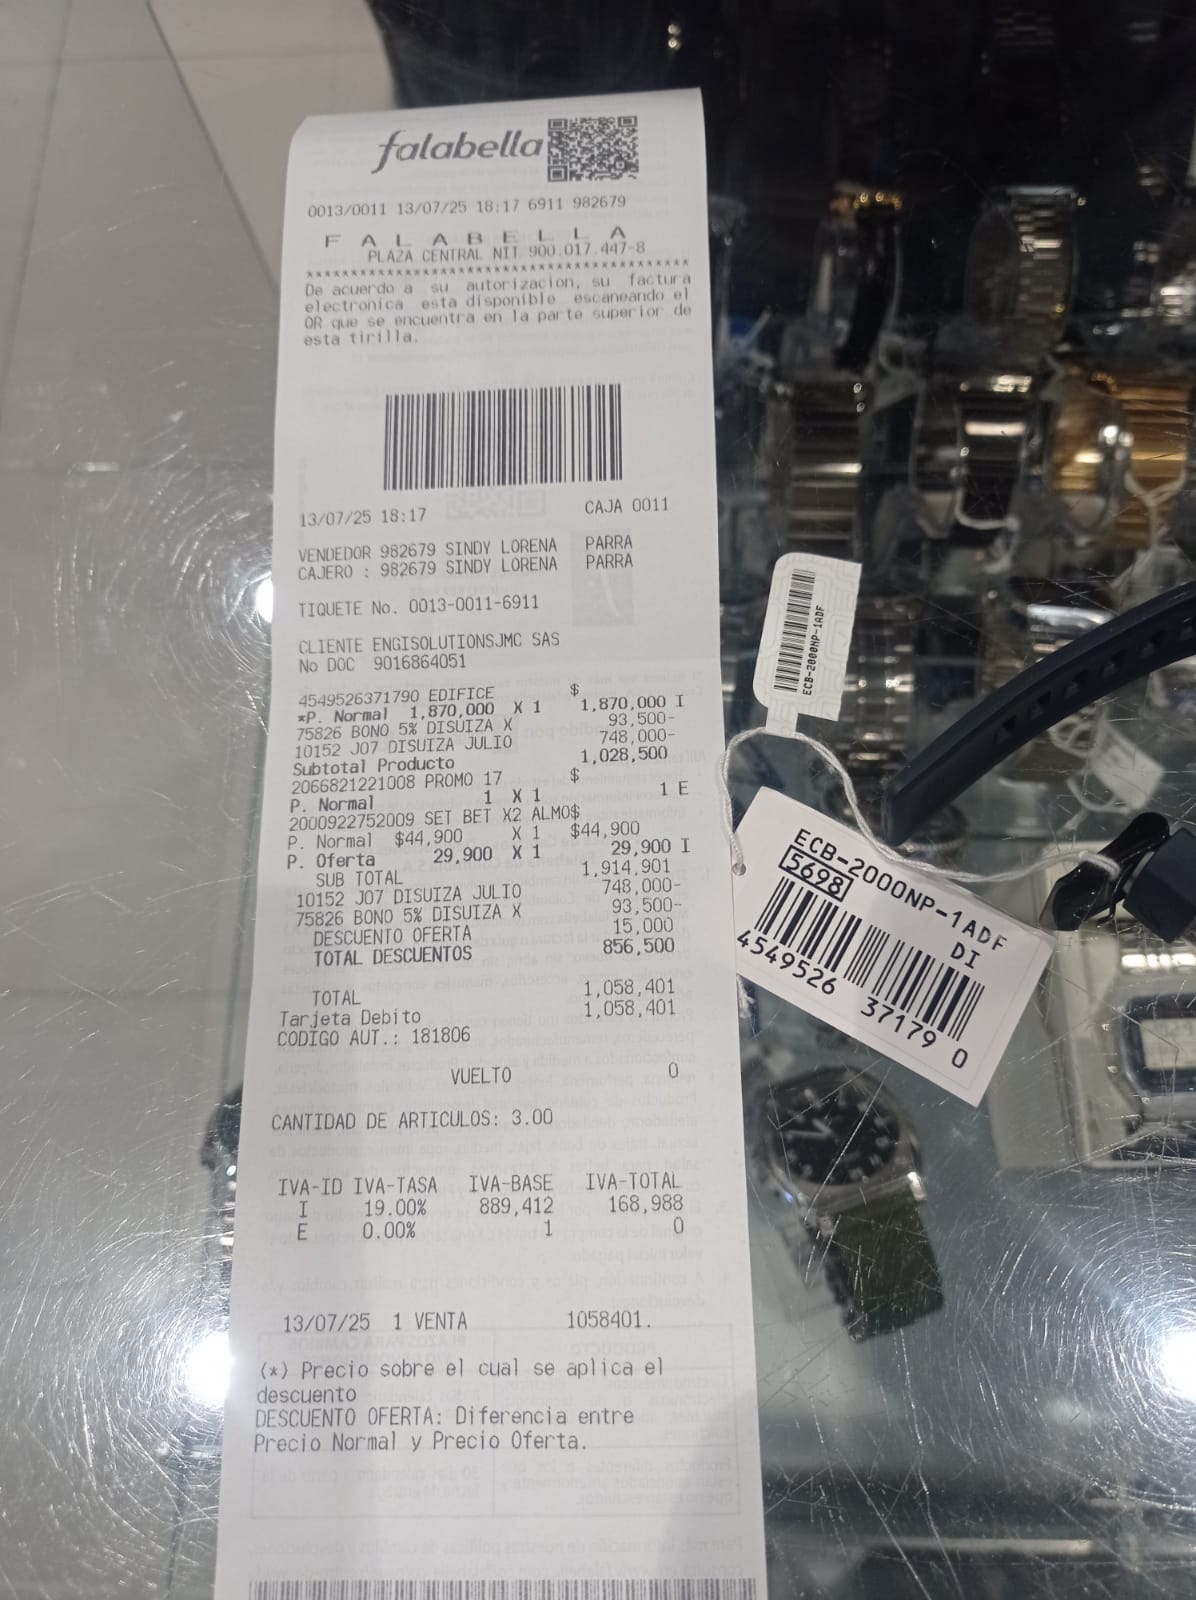 falabella
0013/0011 13/07/25 18:17 6911 982679
F A L A B E L L A
PLAZA CENTRAL NIT 900.017.447-8
****************************************
De acuerdo a su autorizacion, su factura
electronica esta disponible escaneando el
QR que se encuentra en la parte superior de
esta tirilla.
13/07/25 18:17 CAJA 0011
VENDEDOR 982679 SINDY LORENA PARRA
CAJERO : 982679 SINDY LORENA PARRA
TIQUETE No. 0013-0011-6911
CLIENTE ENGISOLUTIONSJMC SAS
No DOC 9016864051
4549526371790 EDIFICE $
*P. Normal 1,870,000 X 1 1,870,000 I
75826 BONO 5% DISUIZA X 93,500-
10152 J07 DISUIZA JULIO 748,000-
Subtotal Producto 1,028,500
2066821221008 PROMO 17 $
P. Normal 1 X 1 1 E
2000922752009 SET BET X2 ALMO$
P. Normal $44,900 X 1 $44,900
P. Oferta 29,900 X 1 29,900 I
SUB TOTAL 1,914,901
10152 J07 DISUIZA JULIO 748,000-
75826 BONO 5% DISUIZA X 93,500-
DESCUENTO OFERTA 15,000
TOTAL DESCUENTOS 856,500
TOTAL 1,058,401
Tarjeta Debito 1,058,401
CODIGO AUT.: 181806
VUELTO 0
CANTIDAD DE ARTICULOS: 3.00
IVA-ID IVA-TASA IVA-BASE IVA-TOTAL
I 19.00% 889,412 168,988
E 0.00% 1 0
13/07/25 1 VENTA 1058401.
(*) Precio sobre el cual se aplica el
descuento
DESCUENTO OFERTA: Diferencia entre
Precio Normal y Precio Oferta.
ECB-2000NP-1ADF
ECB-2000NP-1ADF
5698 DI
4549526 37179 0